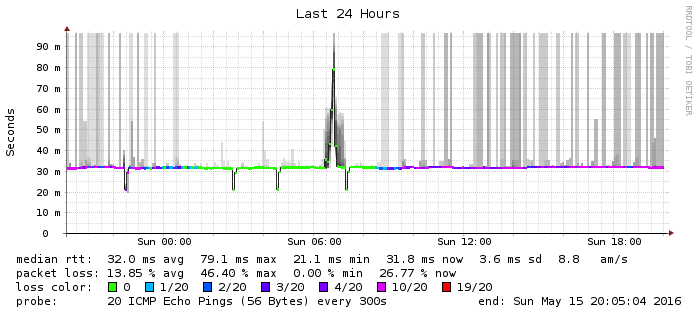 Last 24 Hours
RRDTOOL / TOBI OETIKER
Seconds
90 m
80 m
70 m
60 m
50 m
40 m
30 m
20 m
10 m
0
Sun 00:00 Sun 06:00 Sun 12:00 Sun 18:00
median rtt: 32.0 ms avg 79.1 ms max 21.1 ms min 31.8 ms now 3.6 ms sd 8.8 am/s
packet loss: 13.85 % avg 46.40 % max 0.00 % min 26.77 % now
loss color: 0 1/20 2/20 3/20 4/20 10/20 19/20
probe: 20 ICMP Echo Pings (56 Bytes) every 300s end: Sun May 15 20:05:04 2016